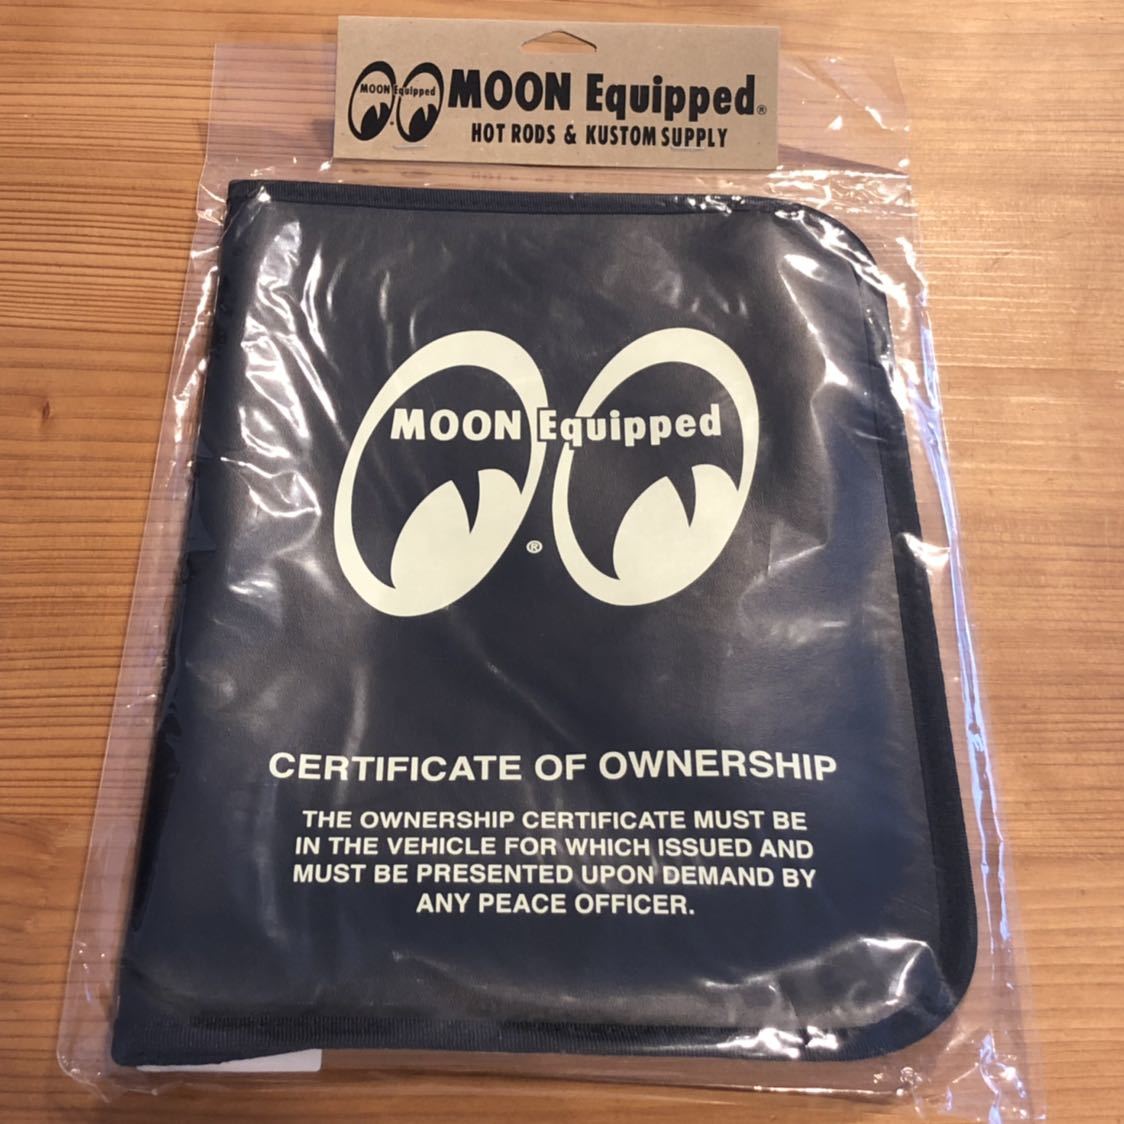 MOON Equipped
MOON Equipped®
HOT RODS & KUSTOM SUPPLY
MOON Equipped
®
CERTIFICATE OF OWNERSHIP
THE OWNERSHIP CERTIFICATE MUST BE
IN THE VEHICLE FOR WHICH ISSUED AND
MUST BE PRESENTED UPON DEMAND BY
ANY PEACE OFFICER.